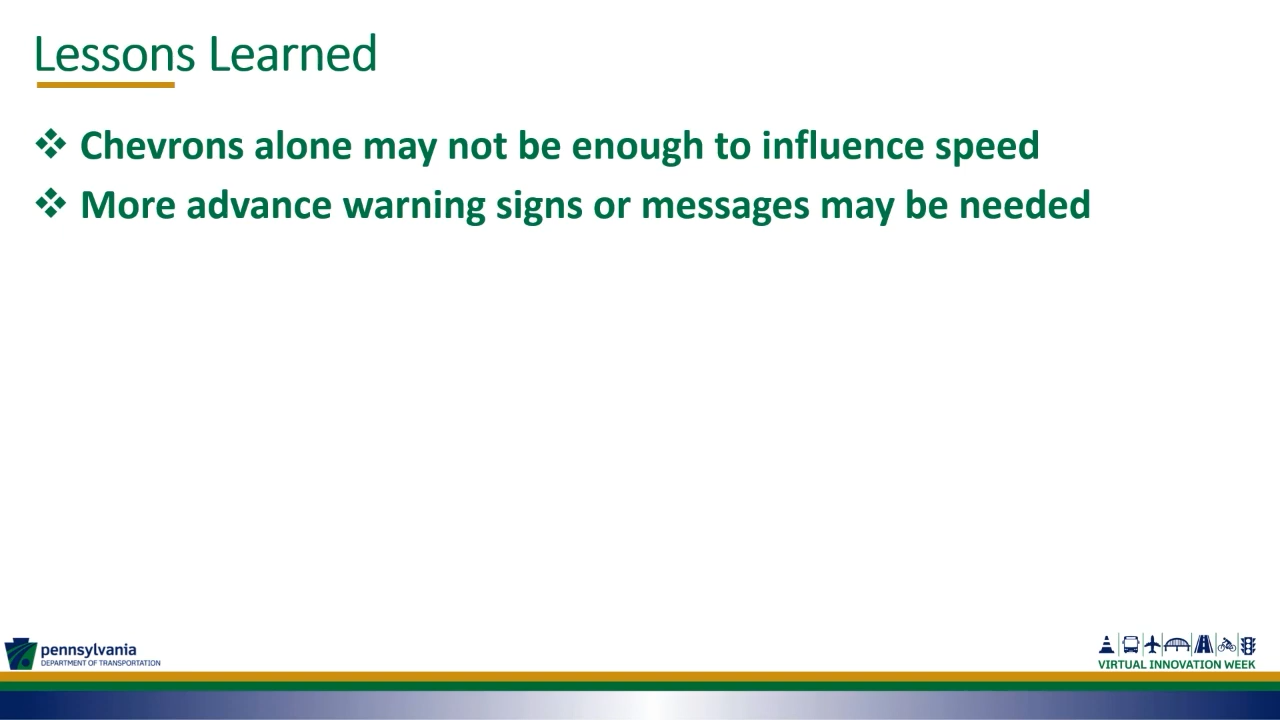 Lessons Learned
❖ Chevrons alone may not be enough to influence speed
❖ More advance warning signs or messages may be needed
pennsylvania
DEPARTMENT OF TRANSPORTATION
VIRTUAL INNOVATION WEEK